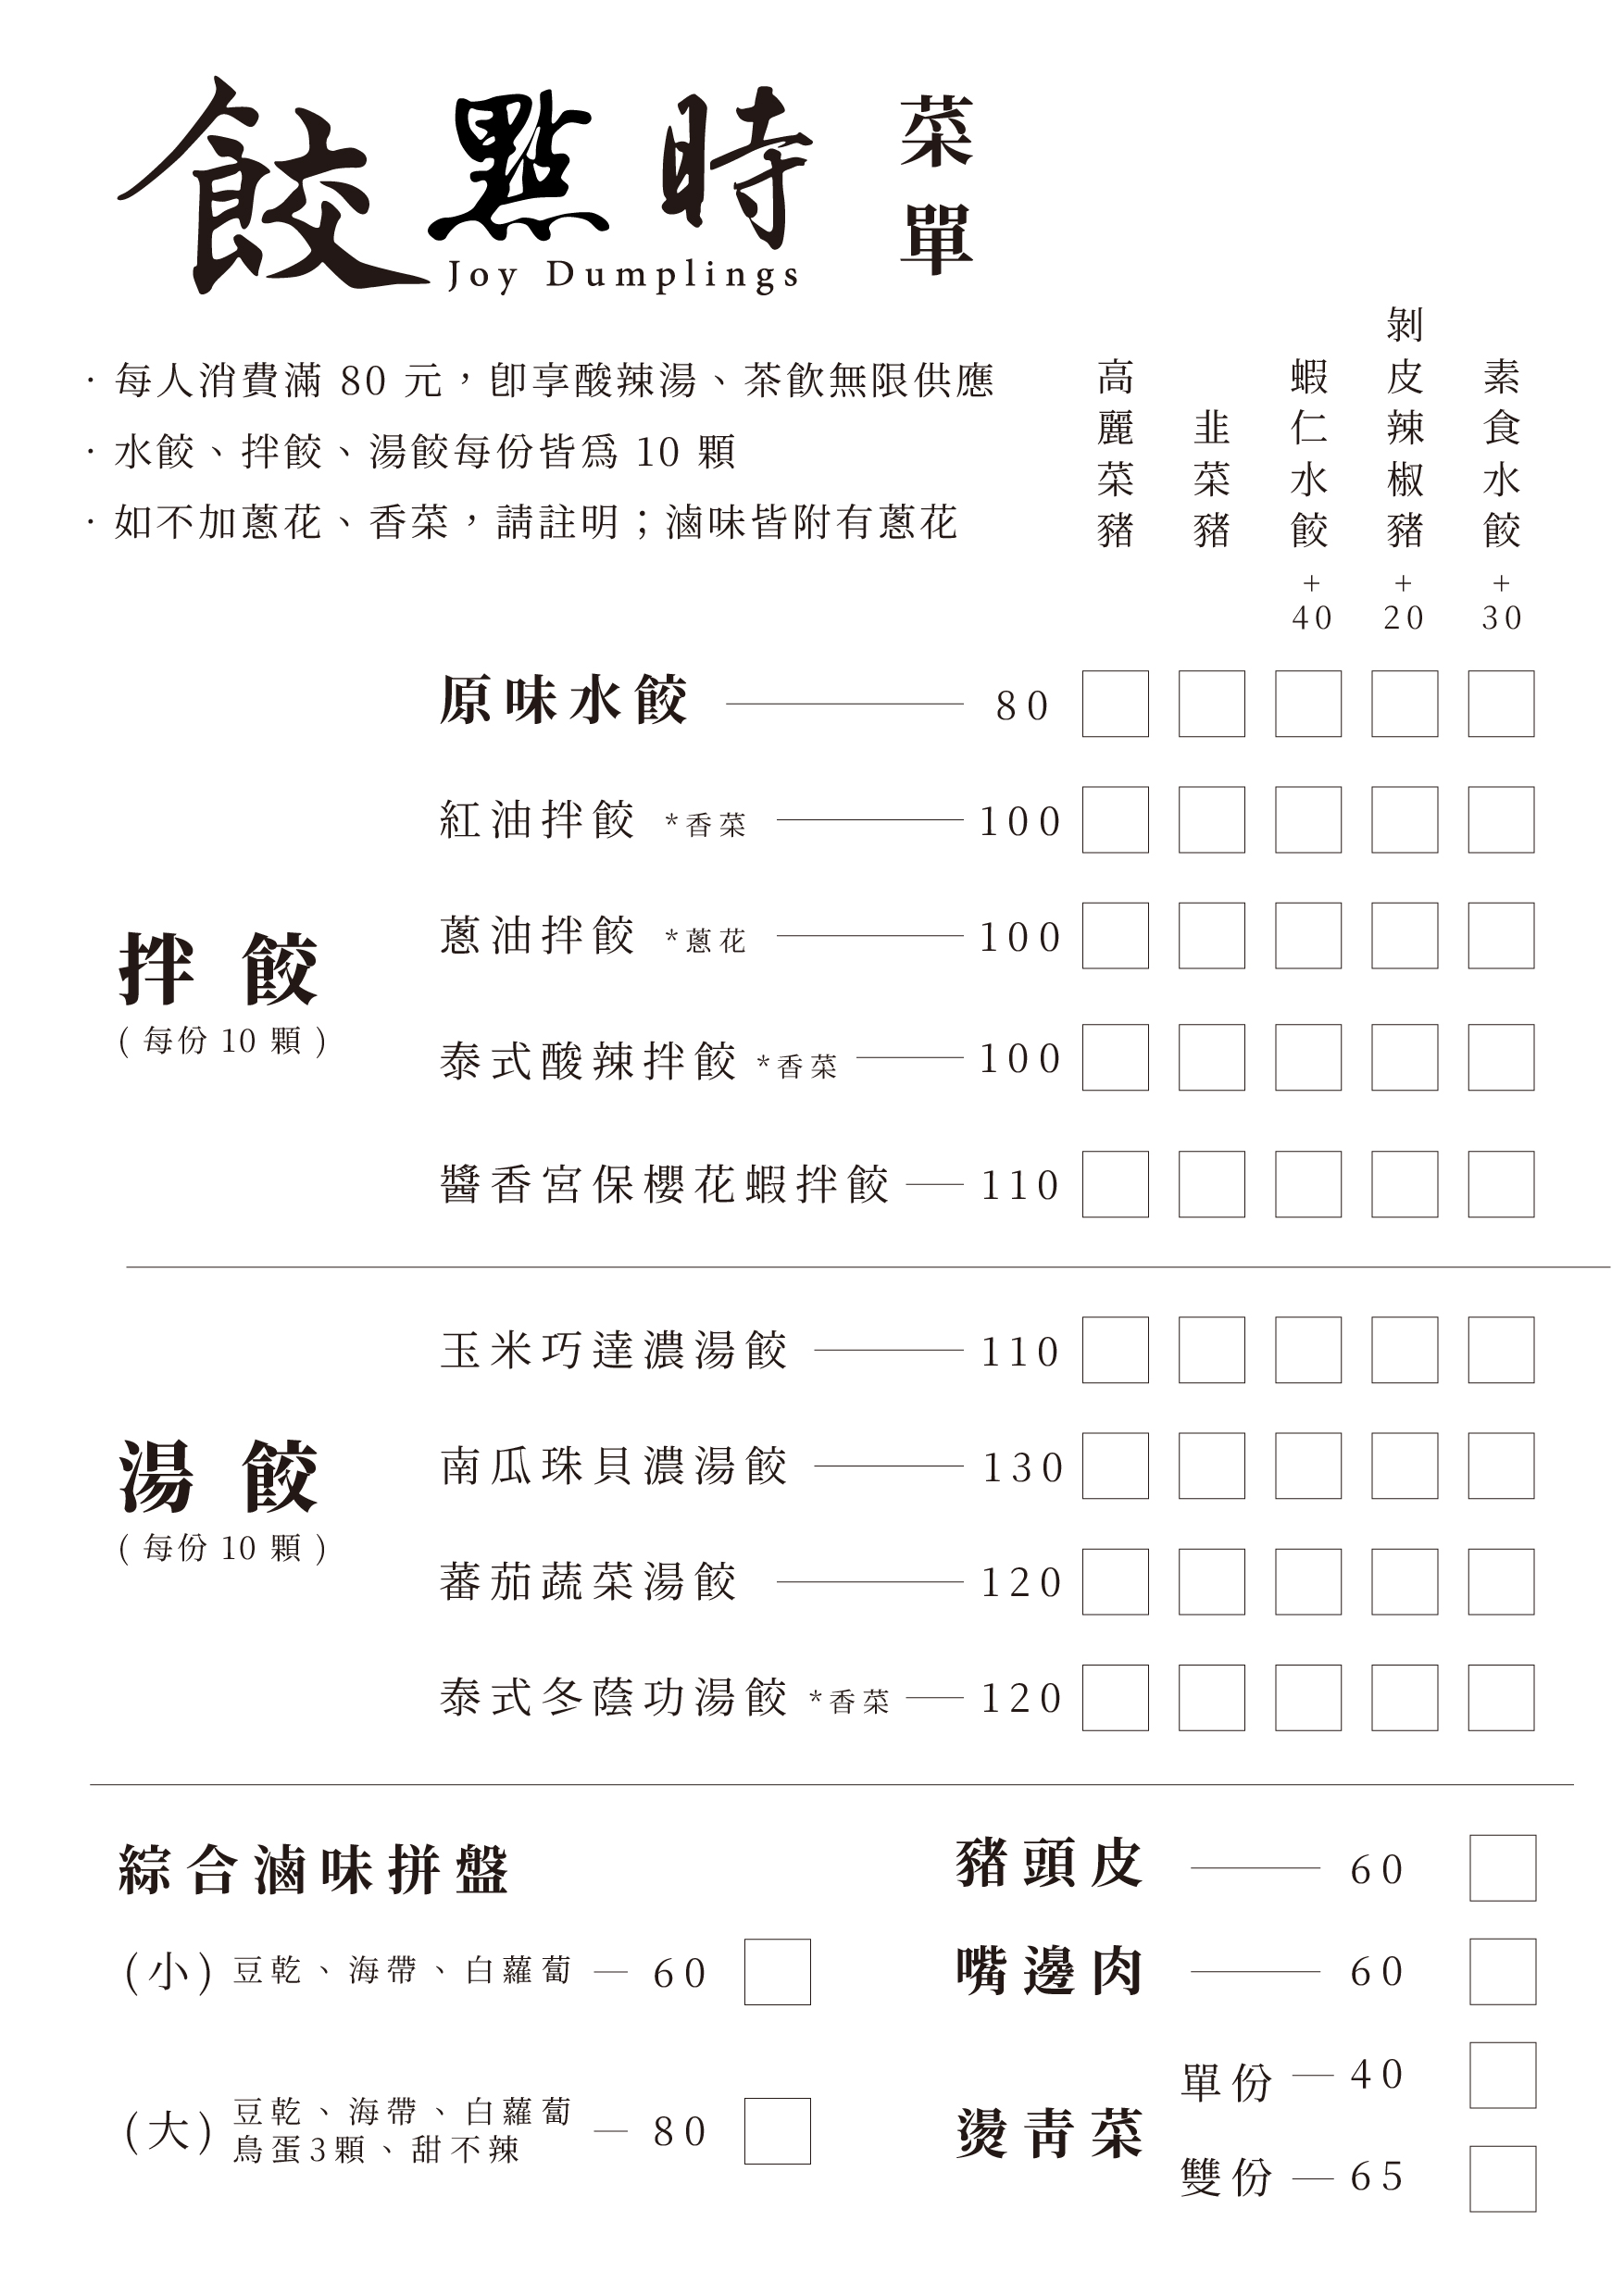 餃點時
Joy Dumplings
菜單
· 每人消費滿 80 元，卽享酸辣湯、茶飲無限供應
· 水餃、拌餃、湯餃每份皆爲 10 顆
· 如不加蔥花、香菜，請註明；滷味皆附有蔥花
高麗菜豬
韭菜豬
蝦仁水餃 +40
剝皮辣椒豬 +20
素食水餃 +30
原味水餃 80
拌餃
( 每份 10 顆 )
紅油拌餃 *香菜 100
蔥油拌餃 *蔥花 100
泰式酸辣拌餃 *香菜 100
醬香宮保櫻花蝦拌餃 110
湯餃
( 每份 10 顆 )
玉米巧達濃湯餃 110
南瓜珠貝濃湯餃 130
蕃茄蔬菜湯餃 120
泰式冬蔭功湯餃 *香菜 120
綜合滷味拼盤
(小) 豆乾、海帶、白蘿蔔 60
(大) 豆乾、海帶、白蘿蔔
鳥蛋3顆、甜不辣 80
豬頭皮 60
嘴邊肉 60
燙靑菜
單份 40
雙份 65